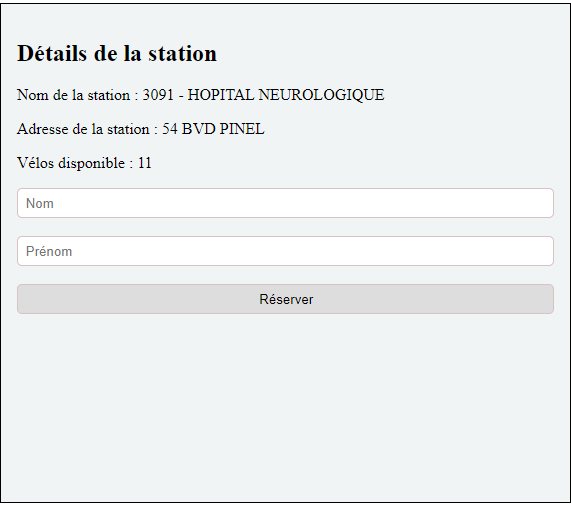 Détails de la station
Nom de la station : 3091 - HOPITAL NEUROLOGIQUE
Adresse de la station : 54 BVD PINEL
Vélos disponible : 11
Nom
Prénom
Réserver